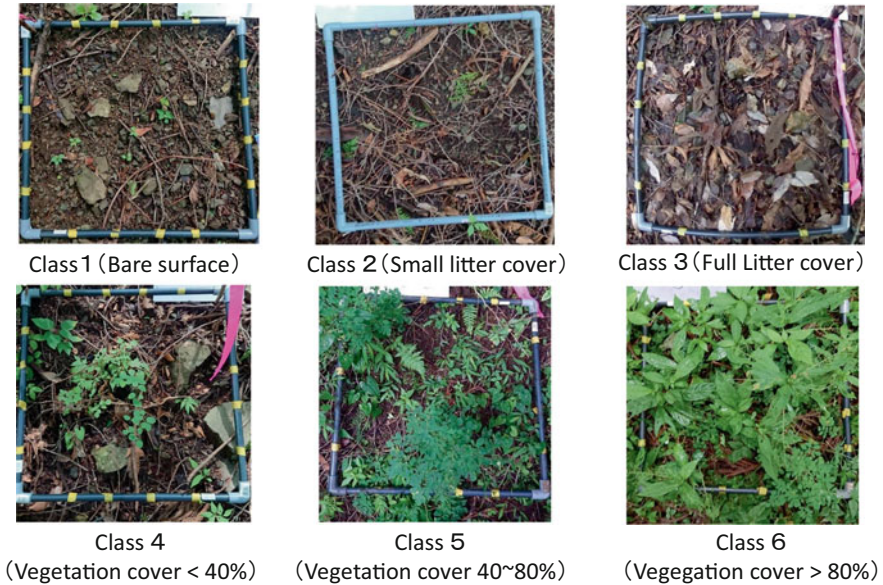 Class1（Bare surface）
Class 2（Small litter cover）
Class 3（Full Litter cover）
Class 4
（Vegetation cover < 40%）
Class 5
（Vegetation cover 40~80%）
Class 6
（Vegegation cover > 80%）